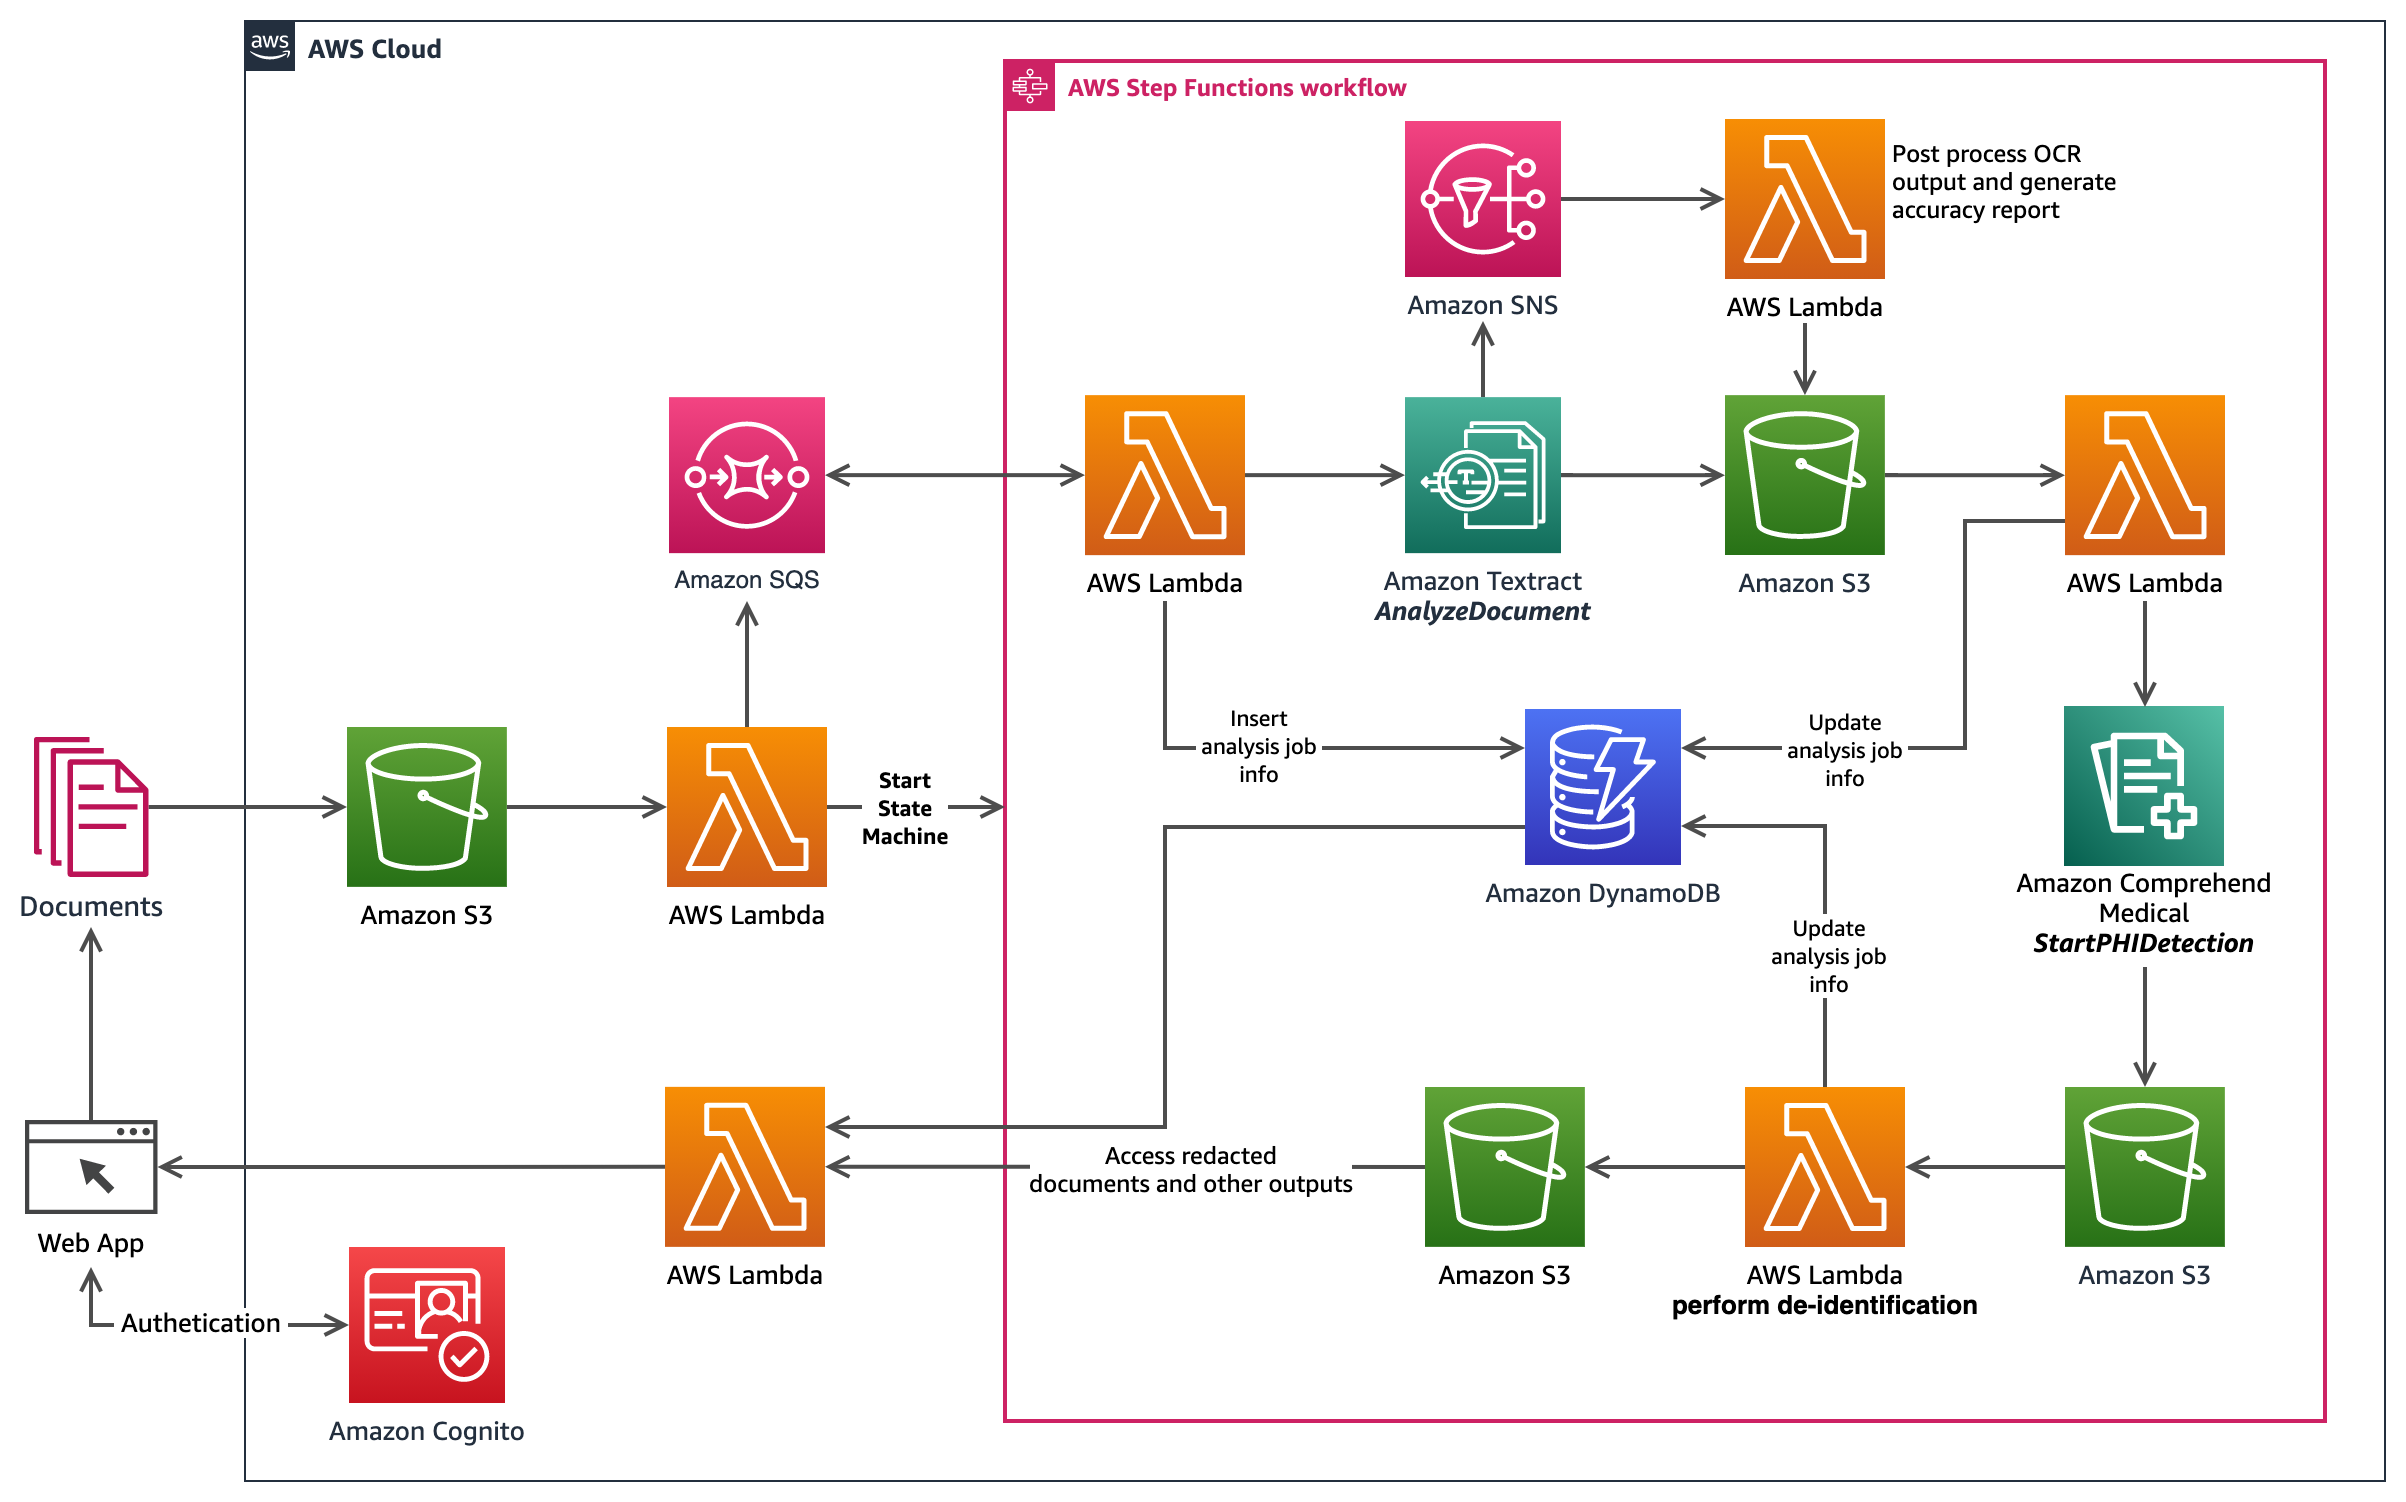 aws
AWS Cloud
AWS Step Functions workflow
Post process OCR
output and generate
accuracy report
Amazon SNS
AWS Lambda
Amazon SQS
AWS Lambda
Amazon Textract
AnalyzeDocument
Amazon S3
AWS Lambda
Insert
analysis job
info
Update
analysis job
info
Start
State
Machine
Documents
Amazon S3
AWS Lambda
Amazon DynamoDB
Amazon Comprehend
Medical
StartPHIDetection
Update
analysis job
info
Access redacted
documents and other outputs
Web App
AWS Lambda
Amazon S3
AWS Lambda
perform de-identification
Amazon S3
Authetication
Amazon Cognito